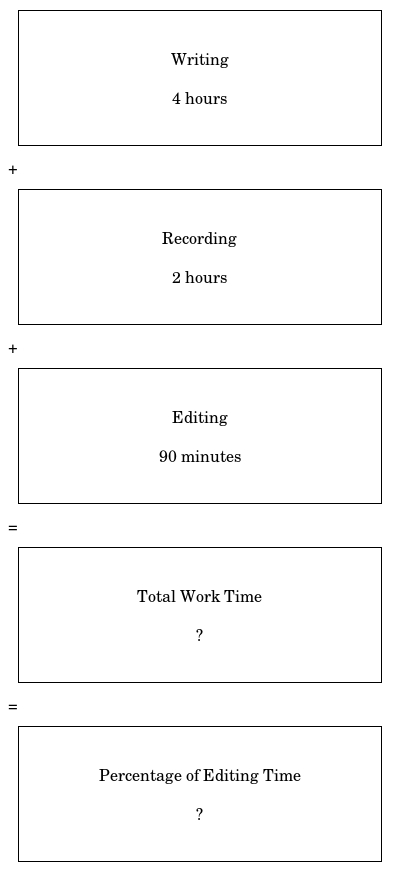 Writing
4 hours
+
Recording
2 hours
+
Editing
90 minutes
=
Total Work Time
?
=
Percentage of Editing Time
?